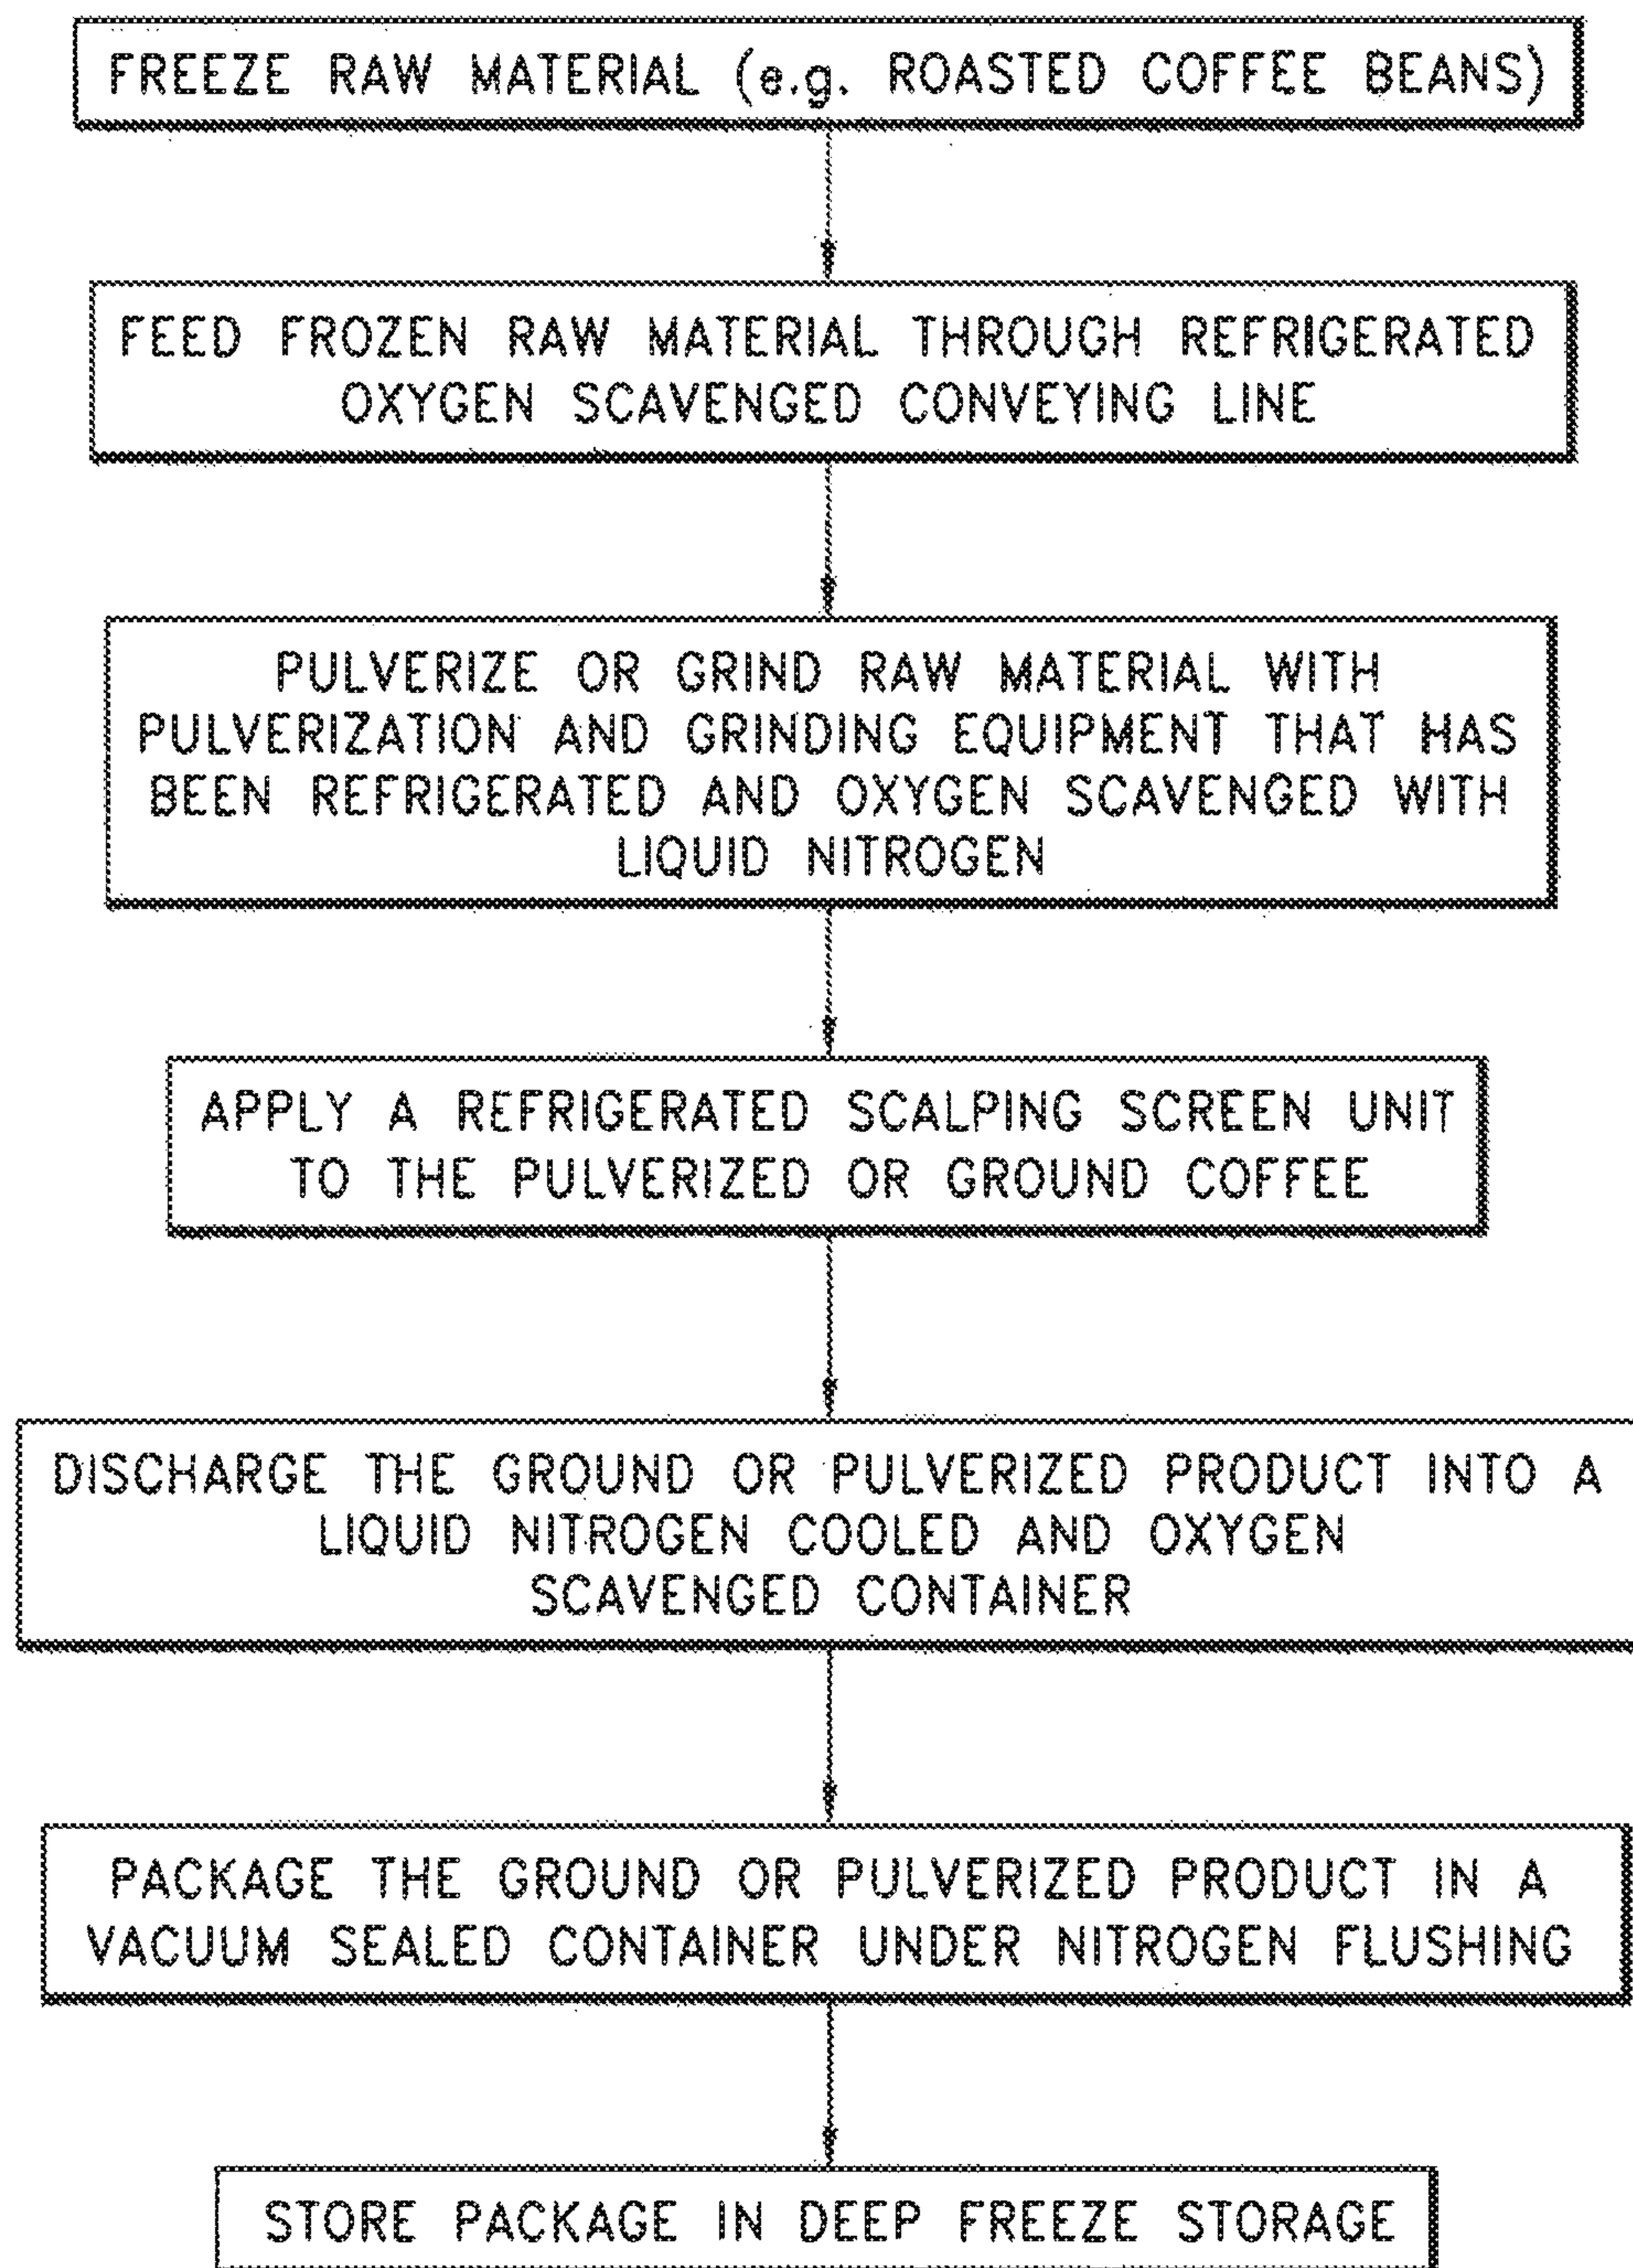 FREEZE RAW MATERIAL (e.g. ROASTED COFFEE BEANS)
FEED FROZEN RAW MATERIAL THROUGH REFRIGERATED
OXYGEN SCAVENGED CONVEYING LINE
PULVERIZE OR GRIND RAW MATERIAL WITH
PULVERIZATION AND GRINDING EQUIPMENT THAT HAS
BEEN REFRIGERATED AND OXYGEN SCAVENGED WITH
LIQUID NITROGEN
APPLY A REFRIGERATED SCALPING SCREEN UNIT
TO THE PULVERIZED OR GROUND COFFEE
DISCHARGE THE GROUND OR PULVERIZED PRODUCT INTO A
LIQUID NITROGEN COOLED AND OXYGEN
SCAVENGED CONTAINER
PACKAGE THE GROUND OR PULVERIZED PRODUCT IN A
VACUUM SEALED CONTAINER UNDER NITROGEN FLUSHING
STORE PACKAGE IN DEEP FREEZE STORAGE